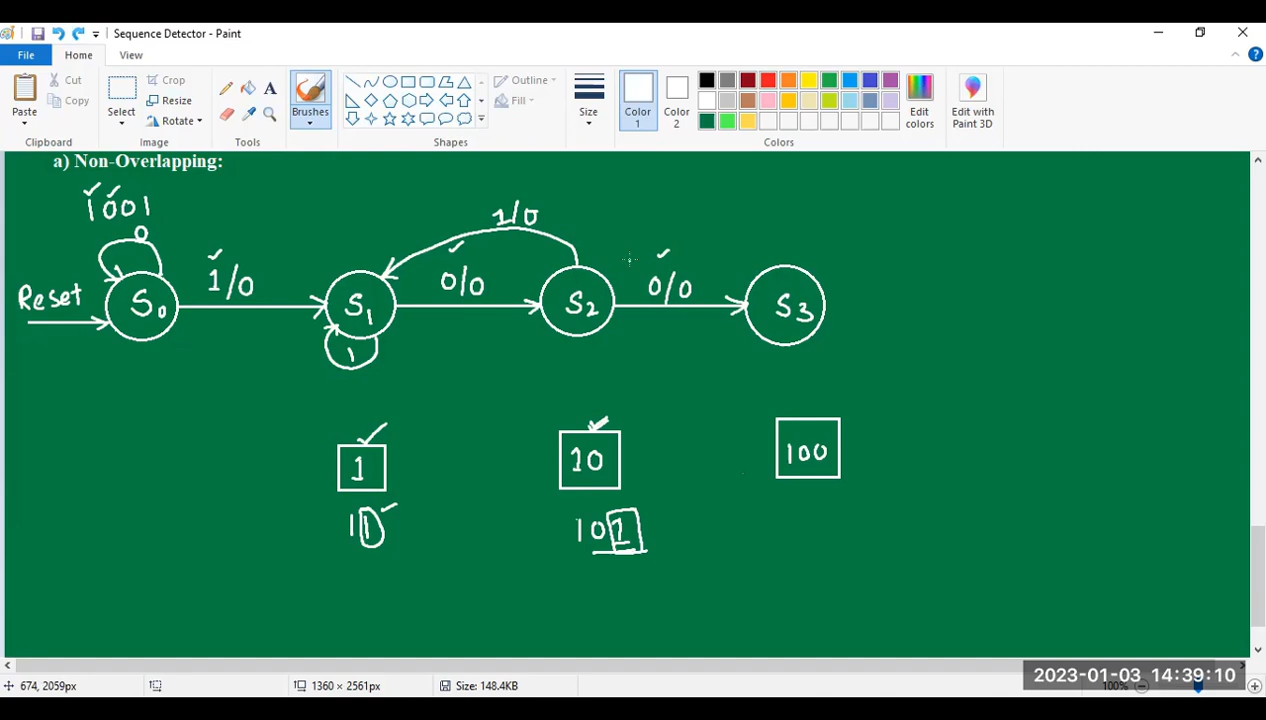 Sequence Detector - Paint
File Home View
Paste Cut Copy Select Crop Resize Rotate A Brushes Outline Fill Size Color 1 Color 2 Edit colors Edit with Paint 3D
Clipboard Image Tools Shapes Colors
a) Non-Overlapping:
1001
0 1/0
Reset S0 1/0 S1 0/0 S2 0/0 S3
1
1 10 100
11 101
674, 2059px 1360 × 2561px Size: 148.4KB 100%
2023-01-03 14:39:10